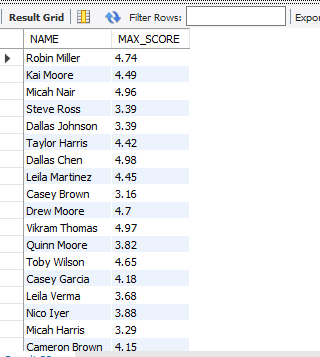 Result Grid Filter Rows: Expor
NAME MAX_SCORE
Robin Miller 4.74
Kai Moore 4.49
Micah Nair 4.96
Steve Ross 3.39
Dallas Johnson 3.39
Taylor Harris 4.42
Dallas Chen 4.98
Leila Martinez 4.45
Casey Brown 3.16
Drew Moore 4.7
Vikram Thomas 4.97
Quinn Moore 3.82
Toby Wilson 4.65
Casey Garcia 4.18
Leila Verma 3.68
Nico Iyer 3.88
Micah Harris 3.29
Cameron Brown 4.15